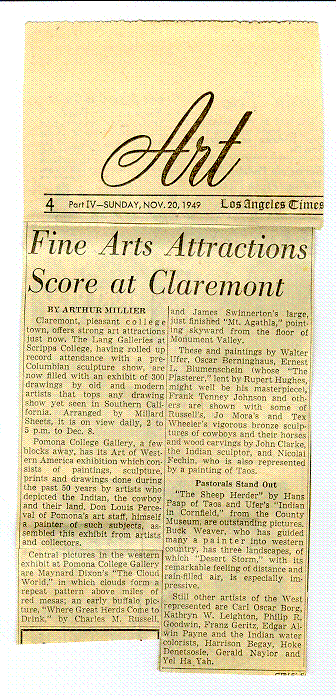 Art
4 Part IV—SUNDAY, NOV. 20, 1949 Los Angeles Times
Fine Arts Attractions
Score at Claremont
BY ARTHUR MILLIER
Claremont, pleasant college
town, offers strong art attractions
just now. The Lang Galleries at
Scripps College, having rolled up
record attendance with a pre-
Columbian sculpture show, are
now filled with an exhibit of 300
drawings by old and modern
artists that tops any drawing
show yet seen in Southern Cali-
fornia. Arranged by Millard
Sheets, it is on view daily, 2 to
5 p.m. to Dec. 8.
Pomona College Gallery, a few
blocks away, has its Art of West-
ern America exhibition which con-
sists of paintings, sculpture,
prints and drawings done during
the past 50 years by artists who
depicted the Indian, the cowboy
and their land. Don Louis Perce-
val of Pomona's art staff, himself
a painter of such subjects, as-
sembled this exhibit from artists
and collectors.
Central pictures in the western
exhibit at Pomona College Gallery
are Maynard Dixon's "The Cloud
World," in which clouds form a
repeat pattern above miles of
red mesas; an early buffalo pic-
ture, "Where Great Herds Come to
Drink," by Charles M. Russell,
and James Swinnerton's large,
just finished "Mt. Agathla," point-
ing skyward from the floor of
Monument Valley.
These and paintings by Walter
Ufer, Oscar Berninghaus, Ernest
L. Blumenschein (whose "The
Plasterer," lent by Rupert Hughes,
might well be his masterpiece),
Frank Tenney Johnson and oth-
ers are shown with some of
Russell's, Jo Mora's and Tex
Wheeler's vigorous bronze sculp-
tures of cowboys and their horses
and wood carvings by John Clarke,
the Indian sculptor, and Nicolai
Fechin, who is also represented
by a painting of Taos.
Pastorals Stand Out
"The Sheep Herder" by Hans
Paap of Taos and Ufer's "Indian
in Cornfield," from the County
Museum, are outstanding pictures.
Buck Weaver, who has guided
many a painter into western
country, has three landscapes, of
which "Desert Storm," with its
remarkable feeling of distance and
rain-filled air, is especially im-
pressive.
Still other artists of the West
represented are Carl Oscar Borg,
Kathryn W. Leighton, Philip R.
Goodwin, Franz Geritz, Edgar Al-
win Payne and the Indian water
colorists, Harrison Begay, Hoke
Denetsosie, Gerald Naylor and
Yel Ha Yah.